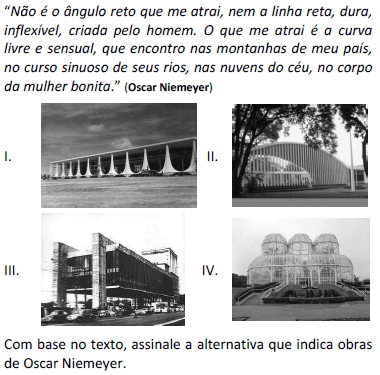 “Não é o ângulo reto que me atrai, nem a linha reta, dura,
inflexível, criada pelo homem. O que me atrai é a curva
livre e sensual, que encontro nas montanhas de meu país,
no curso sinuoso de seus rios, nas nuvens do céu, no corpo
da mulher bonita.” (Oscar Niemeyer)
I.
II.
III.
IV.
Com base no texto, assinale a alternativa que indica obras
de Oscar Niemeyer.